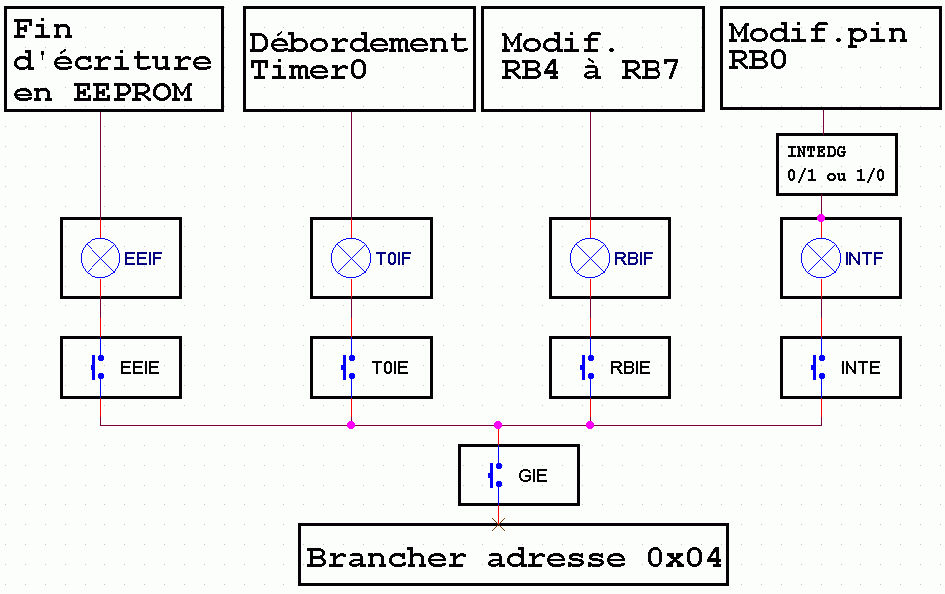 Fin
d'écriture
en EEPROM
Débordement
Timer0
Modif.
RB4 à RB7
Modif.pin
RB0
INTEDG
0/1 ou 1/0
EEIF
T0IF
RBIF
INTF
EEIE
T0IE
RBIE
INTE
GIE
Brancher adresse 0x04